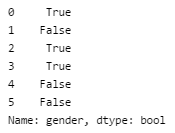 0     True
1    False
2     True
3     True
4    False
5    False
Name: gender, dtype: bool